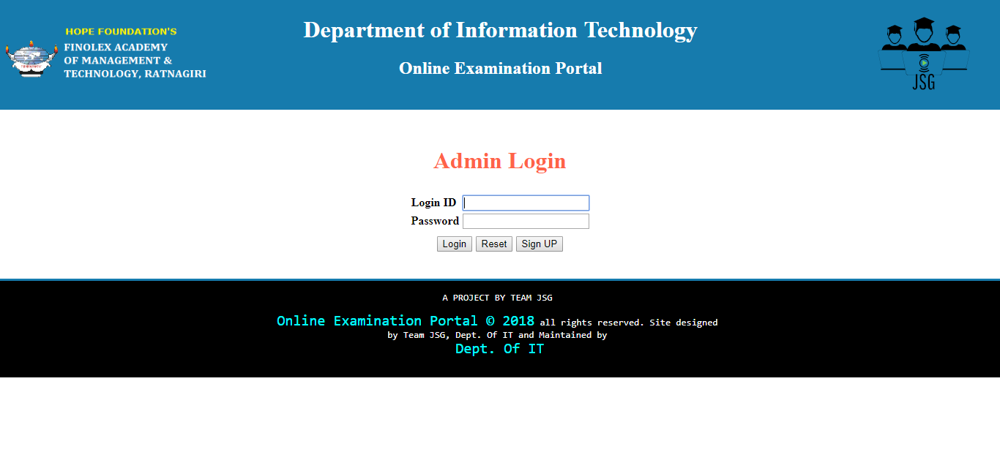 HOPE FOUNDATION'S
FINOLEX ACADEMY
OF MANAGEMENT &
TECHNOLOGY, RATNAGIRI
Department of Information Technology
Online Examination Portal
JSG
Admin Login
Login ID
Password
Login Reset Sign UP
A PROJECT BY TEAM JSG
Online Examination Portal © 2018 all rights reserved. Site designed
by Team JSG, Dept. Of IT and Maintained by
Dept. Of IT